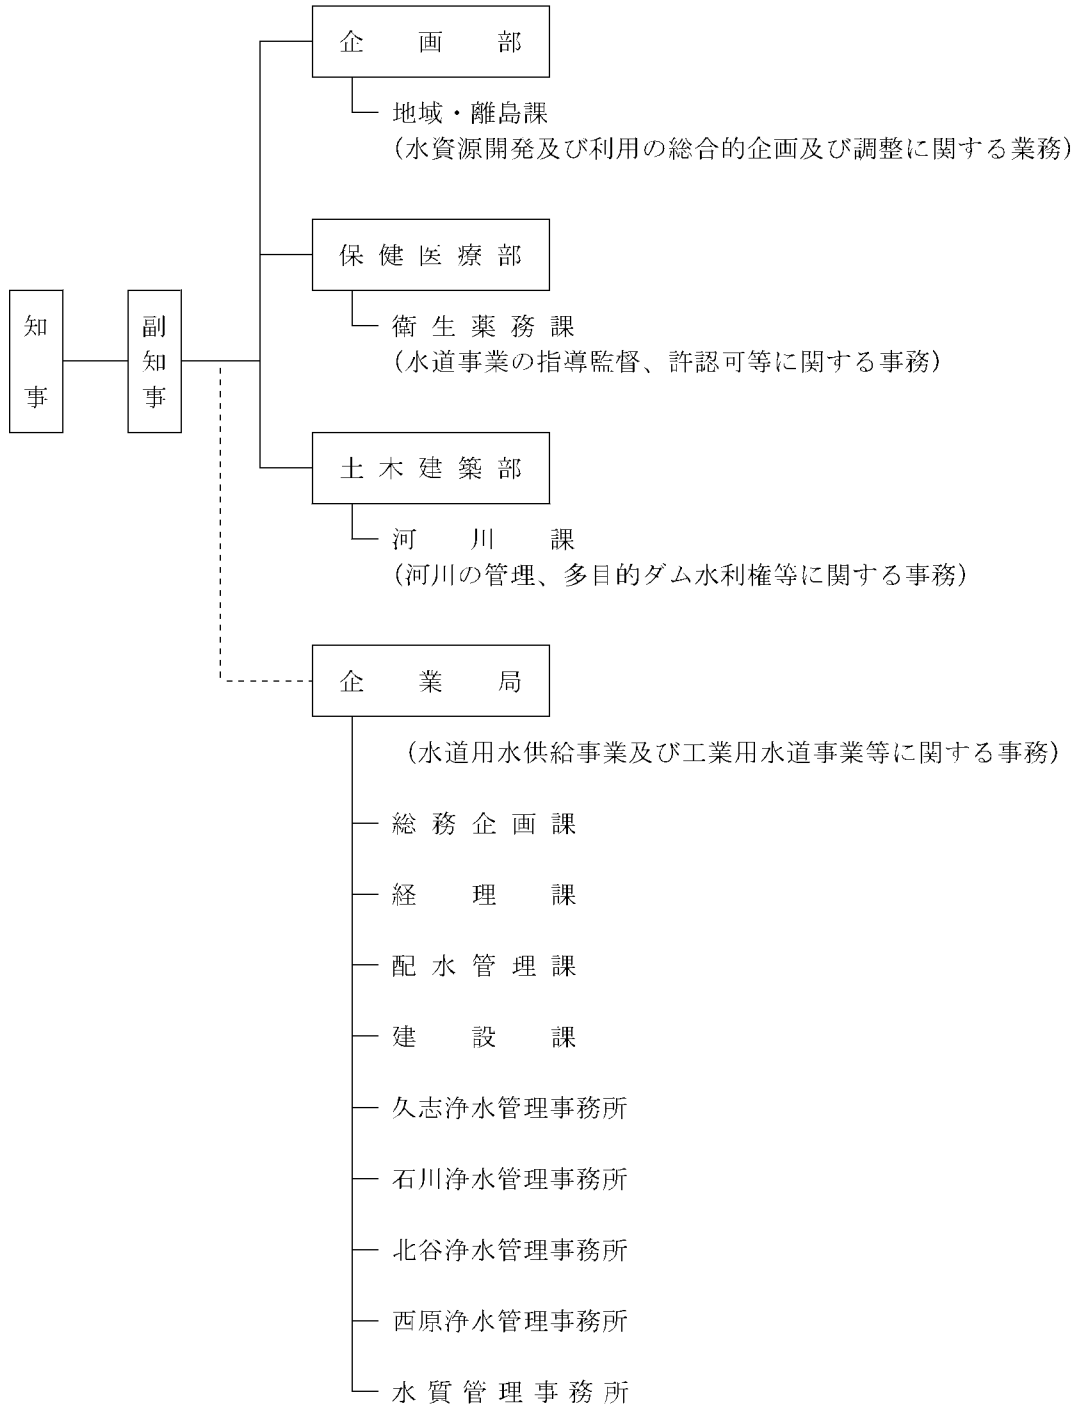 知事
副知事
企画部
地域・離島課
(水資源開発及び利用の総合的企画及び調整に関する業務)
保健医療部
衛生薬務課
(水道事業の指導監督、許認可等に関する事務)
土木建築部
河川課
(河川の管理、多目的ダム水利権等に関する事務)
企業局
(水道用水供給事業及び工業用水道事業等に関する事務)
総務企画課
経理課
配水管理課
建設課
久志浄水管理事務所
石川浄水管理事務所
北谷浄水管理事務所
西原浄水管理事務所
水質管理事務所